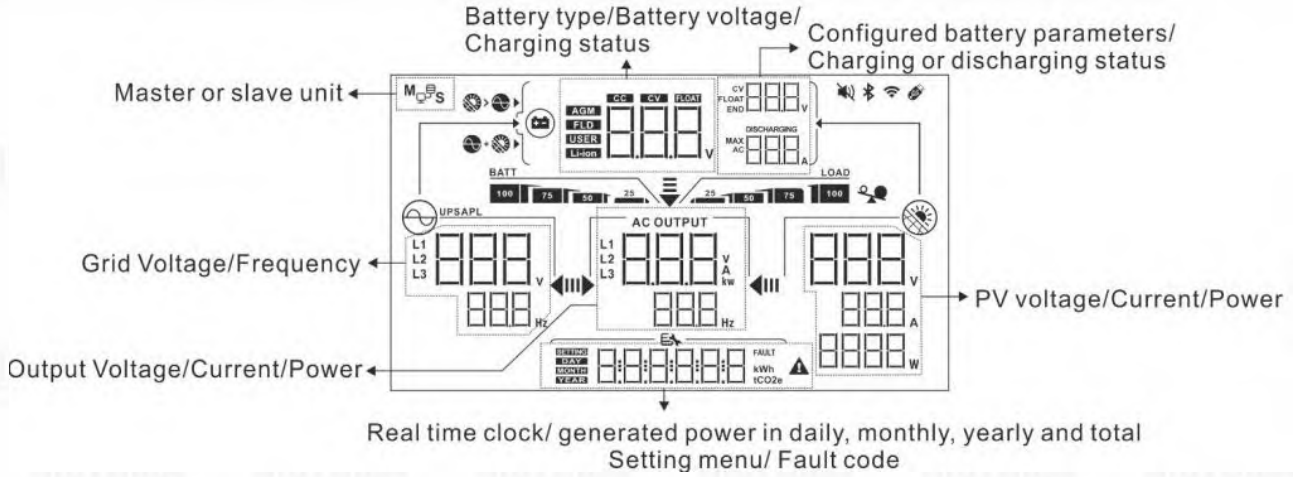 Battery type/Battery voltage/
Charging status
Configured battery parameters/
Charging or discharging status
Master or slave unit
M S
CC CV FLOAT
AGM
FLD
USER
Li-ion
V
CV
FLOAT
END
V
DISCHARGING
MAX
AC
A
BATT
LOAD
100 75 50 25
25 50 75 100
UPSAPL
AC OUTPUT
L1
L2
L3
V
Hz
L1
L2
L3
V
A
kw
Hz
V
A
W
Grid Voltage/Frequency
PV voltage/Current/Power
Output Voltage/Current/Power
SETTING
DAY
MONTH
YEAR
FAULT
kWh
tCO2e
Real time clock/ generated power in daily, monthly, yearly and total
Setting menu/ Fault code